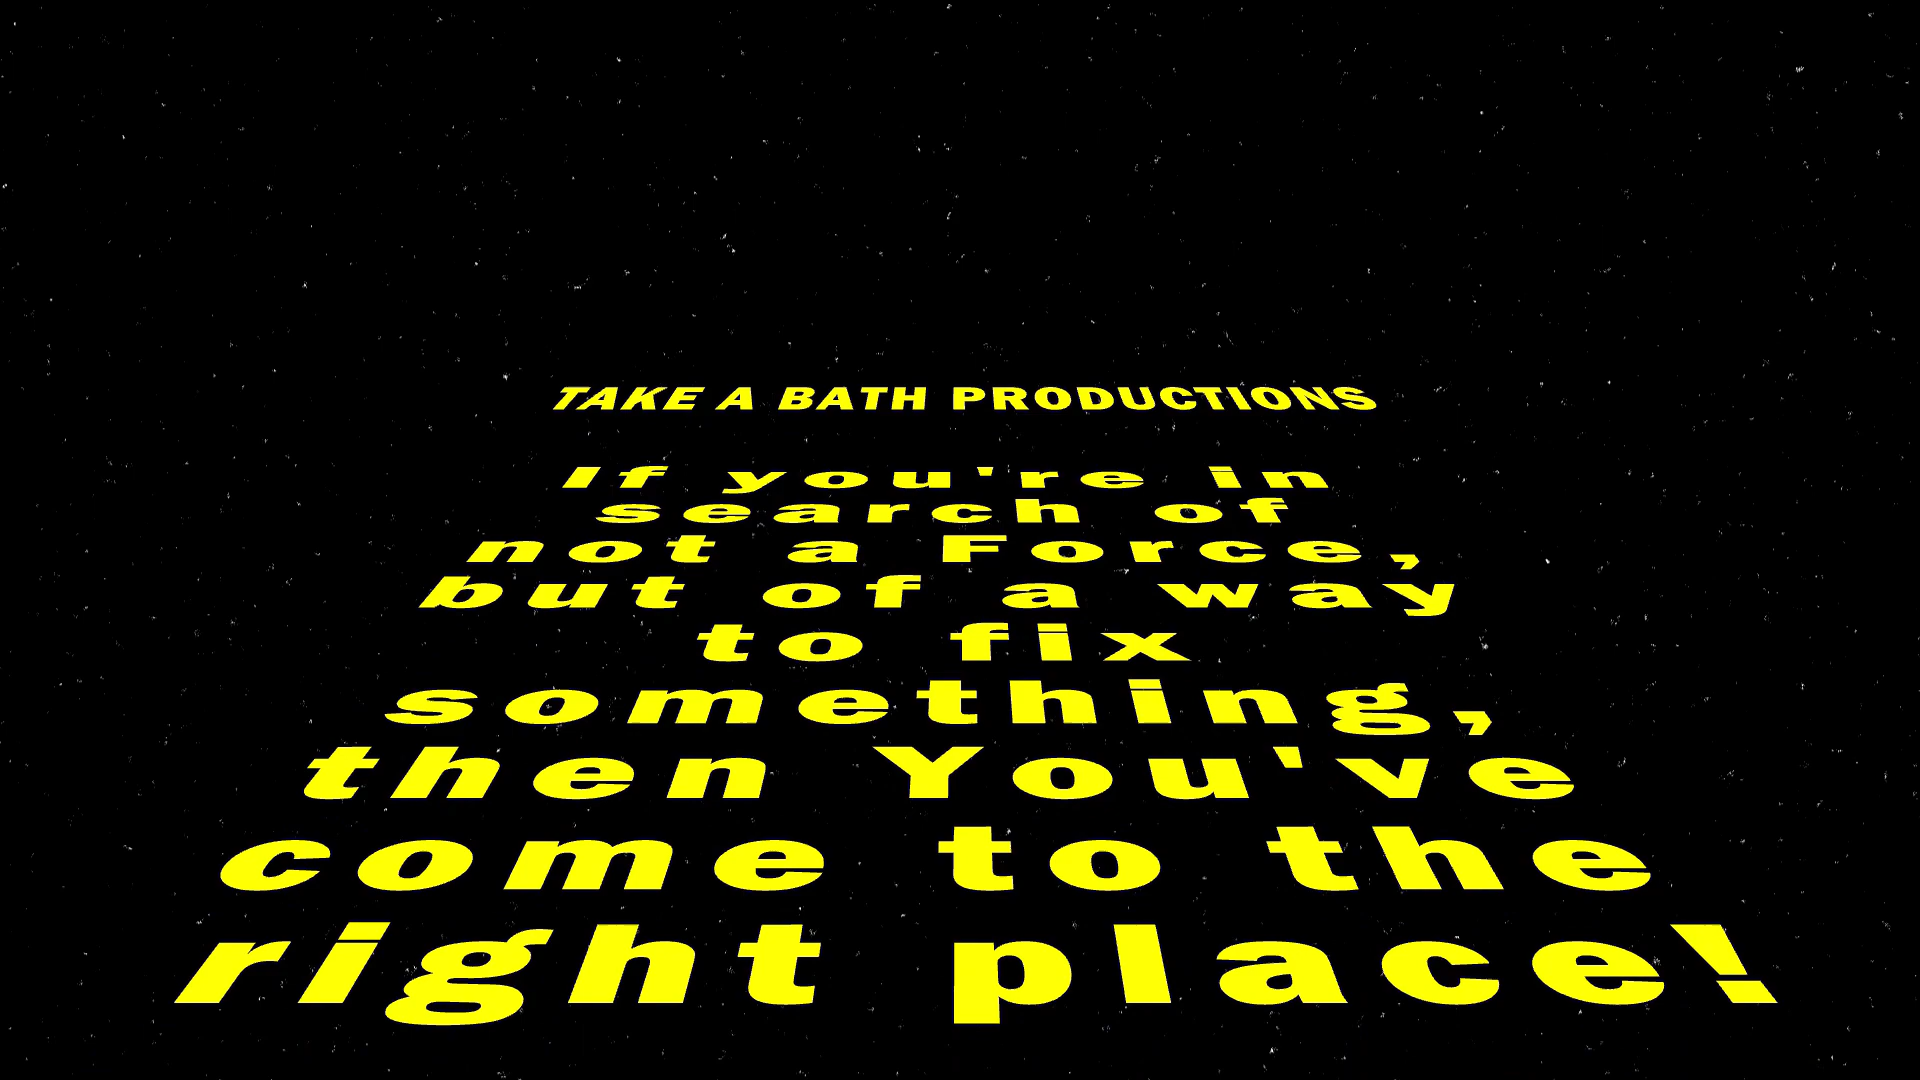 TAKE A BATH PRODUCTIONS
If you're in
search of
not a Force,
but of a way
to fix
something,
then You've
come to the
right place!